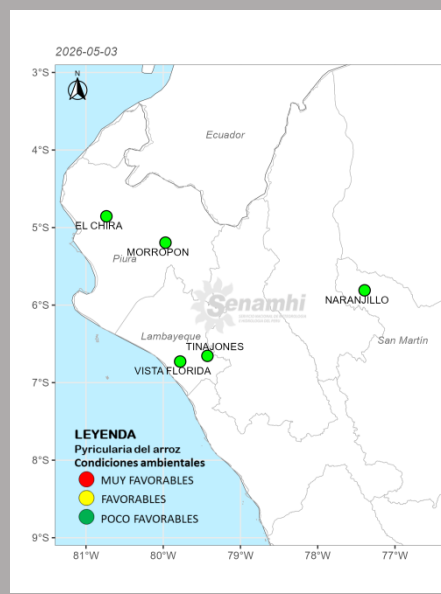 2026-05-03
3°S
N
4°S
Ecuador
5°S
EL CHIRA
MORROPON
Piura
6°S
NARANJILLO
Senamhi
Lambayeque
San Martin
TINAJONES
VISTA FLORIDA
7°S
LEYENDA
Pyricularia del arroz
Condiciones ambientales
MUY FAVORABLES
FAVORABLES
POCO FAVORABLES
8°S
9°S
81°W
80°W
79°W
78°W
77°W